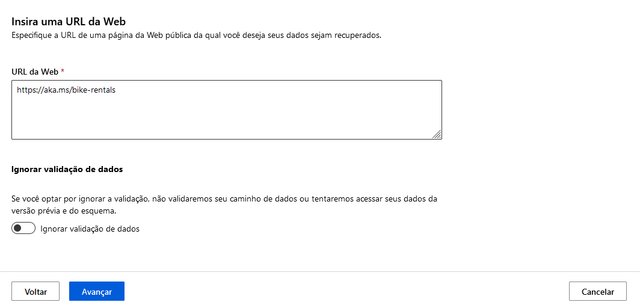 Insira uma URL da Web
Especifique a URL de uma página da Web pública da qual você deseja seus dados sejam recuperados.
URL da Web *
https://aka.ms/bike-rentals
Ignorar validação de dados
Se você optar por ignorar a validação, não validaremos seu caminho de dados ou tentaremos acessar seus dados da
versão prévia e do esquema.
Ignorar validação de dados
Voltar
Avançar
Cancelar